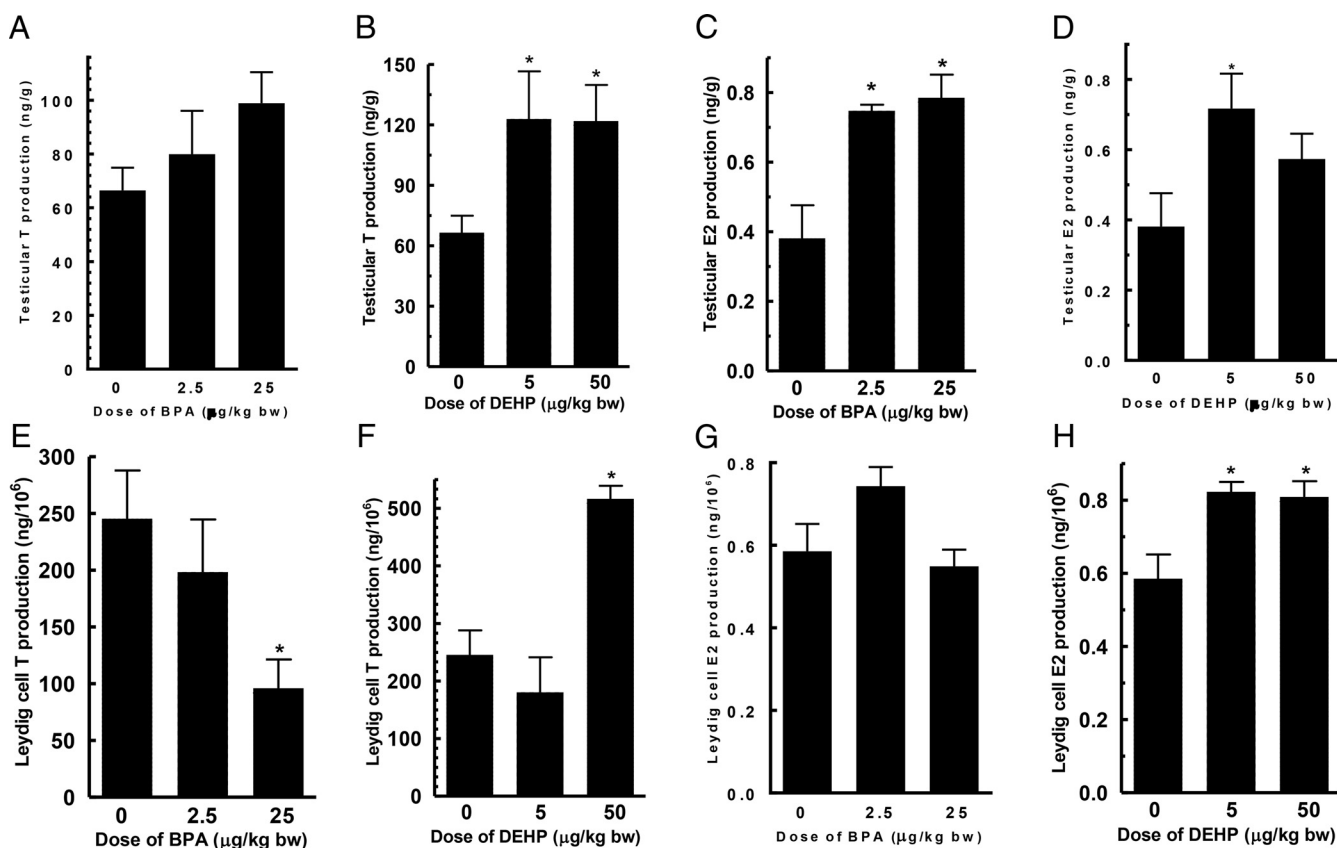 A
Testicular T production (ng/g)
100
80
60
40
20
0
0 2.5 25
Dose of BPA (μg/kg bw)
B
Testicular T production (ng/g)
150
120
90
60
30
0
* *
0 5 50
Dose of DEHP (μg/kg bw)
C
Testicular E2 production (ng/g)
0.8
0.6
0.4
0.2
0.0
* *
0 2.5 25
Dose of BPA (μg/kg bw)
D
Testicular E2 production (ng/g)
0.8
0.6
0.4
0.2
0.0
*
0 5 50
Dose of DEHP (μg/kg bw)
E
Leydig cell T production (ng/10⁶)
300
250
200
150
100
50
0
*
0 2.5 25
Dose of BPA (μg/kg bw)
F
Leydig cell T production (ng/10⁶)
500
400
300
200
100
0
*
0 5 50
Dose of DEHP (μg/kg bw)
G
Leydig cell E2 production (ng/10⁶)
0.8
0.6
0.4
0.2
0.0
0 2.5 25
Dose of BPA (μg/kg bw)
H
Leydig cell E2 production (ng/10⁶)
0.8
0.6
0.4
0.2
0.0
* *
0 5 50
Dose of DEHP (μg/kg bw)